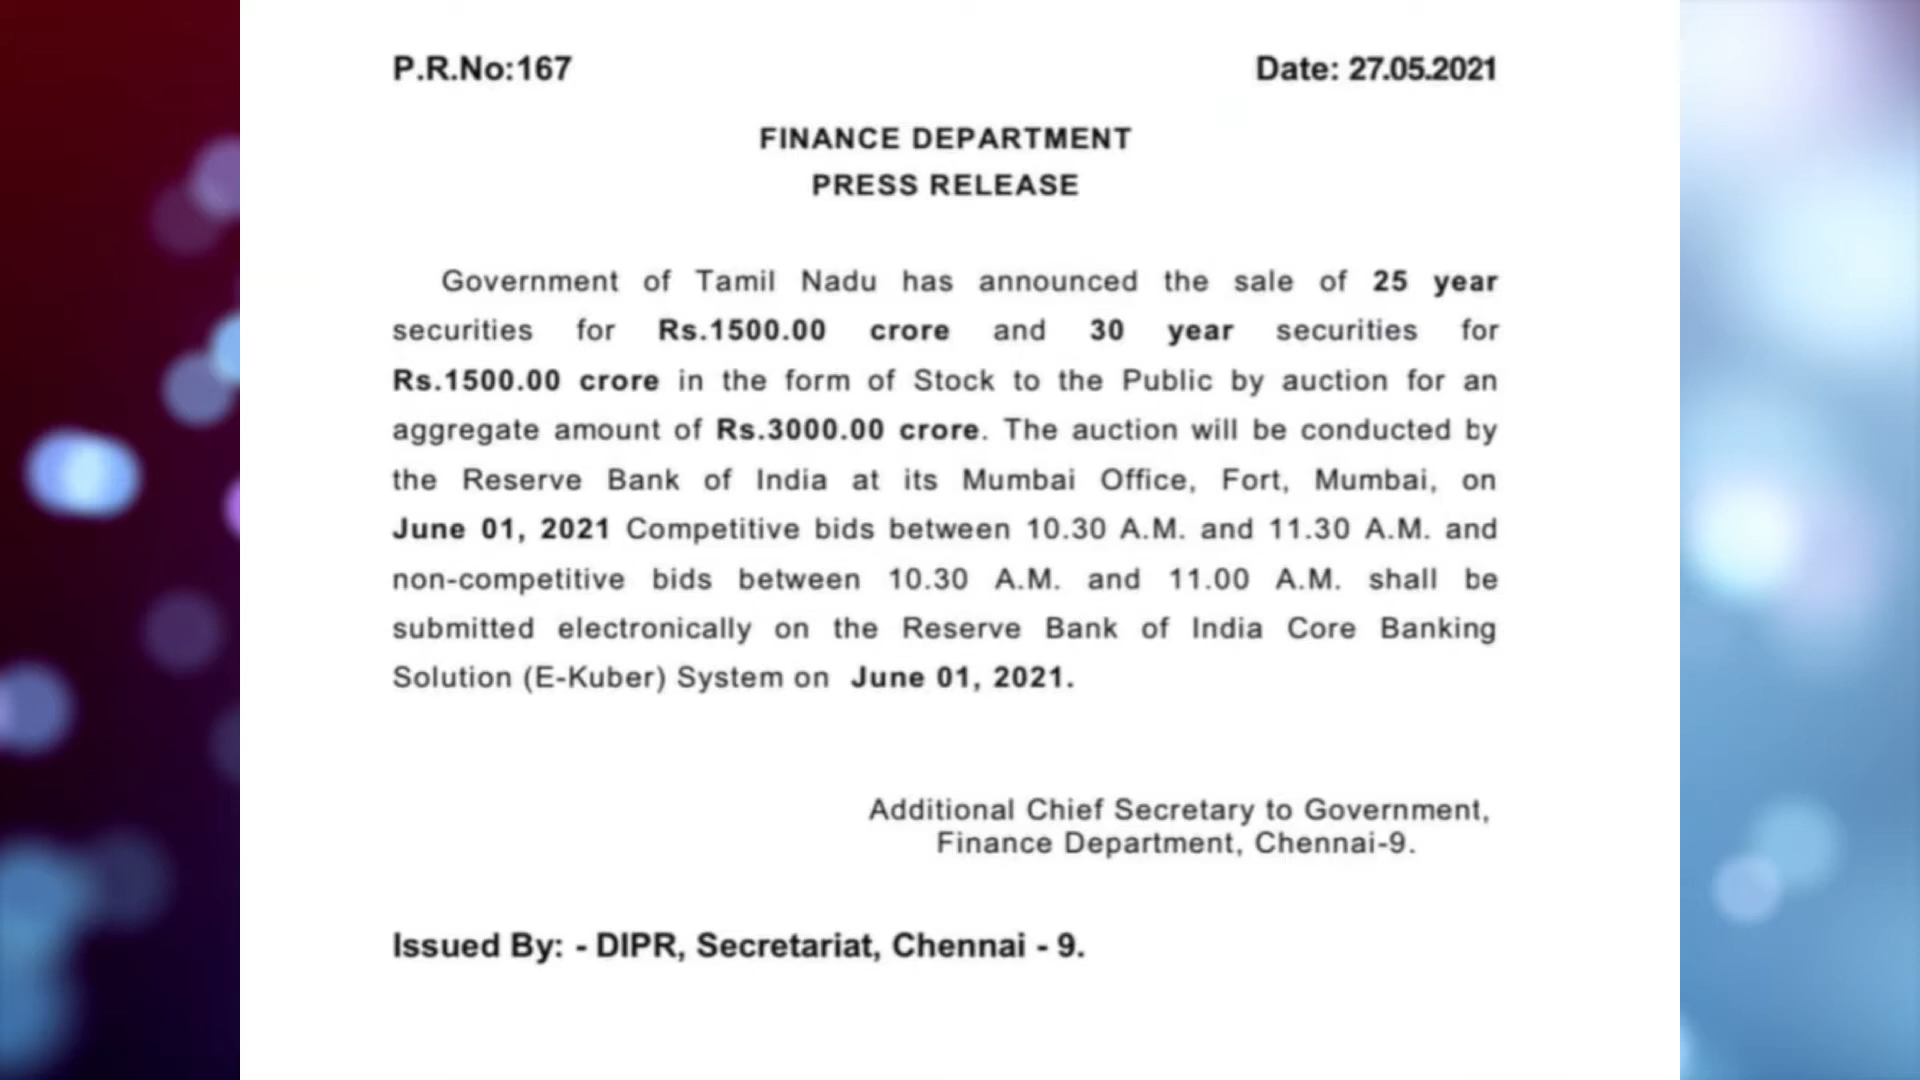 P.R.No:167 Date: 27.05.2021
FINANCE DEPARTMENT
PRESS RELEASE
Government of Tamil Nadu has announced the sale of 25 year
securities for Rs.1500.00 crore and 30 year securities for
Rs.1500.00 crore in the form of Stock to the Public by auction for an
aggregate amount of Rs.3000.00 crore. The auction will be conducted by
the Reserve Bank of India at its Mumbai Office, Fort, Mumbai, on
June 01, 2021 Competitive bids between 10.30 A.M. and 11.30 A.M. and
non-competitive bids between 10.30 A.M. and 11.00 A.M. shall be
submitted electronically on the Reserve Bank of India Core Banking
Solution (E-Kuber) System on June 01, 2021.
Additional Chief Secretary to Government,
Finance Department, Chennai-9.
Issued By: - DIPR, Secretariat, Chennai - 9.